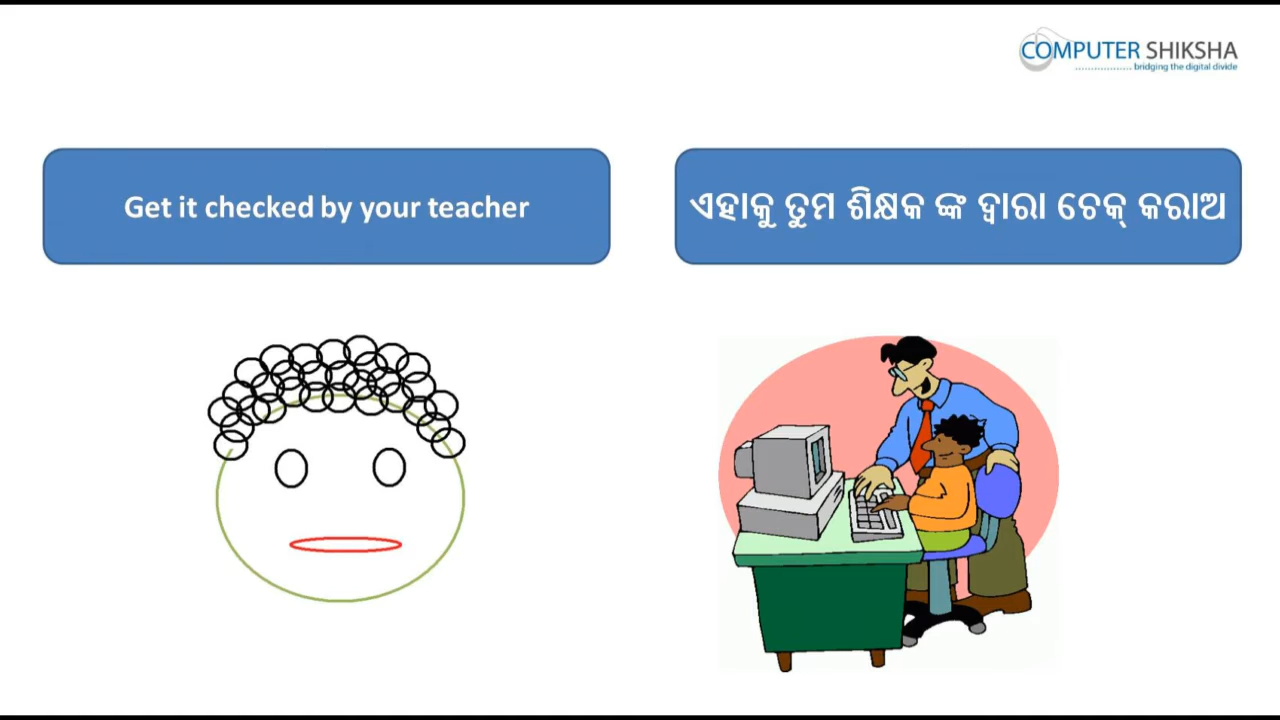 COMPUTER SHIKSHA
bridging the digital divide
Get it checked by your teacher
ଏହାକୁ ତୁମ ଶିକ୍ଷକ ଙ୍କ ଦ୍ୱାରା ଚେକ୍ କରାଅ